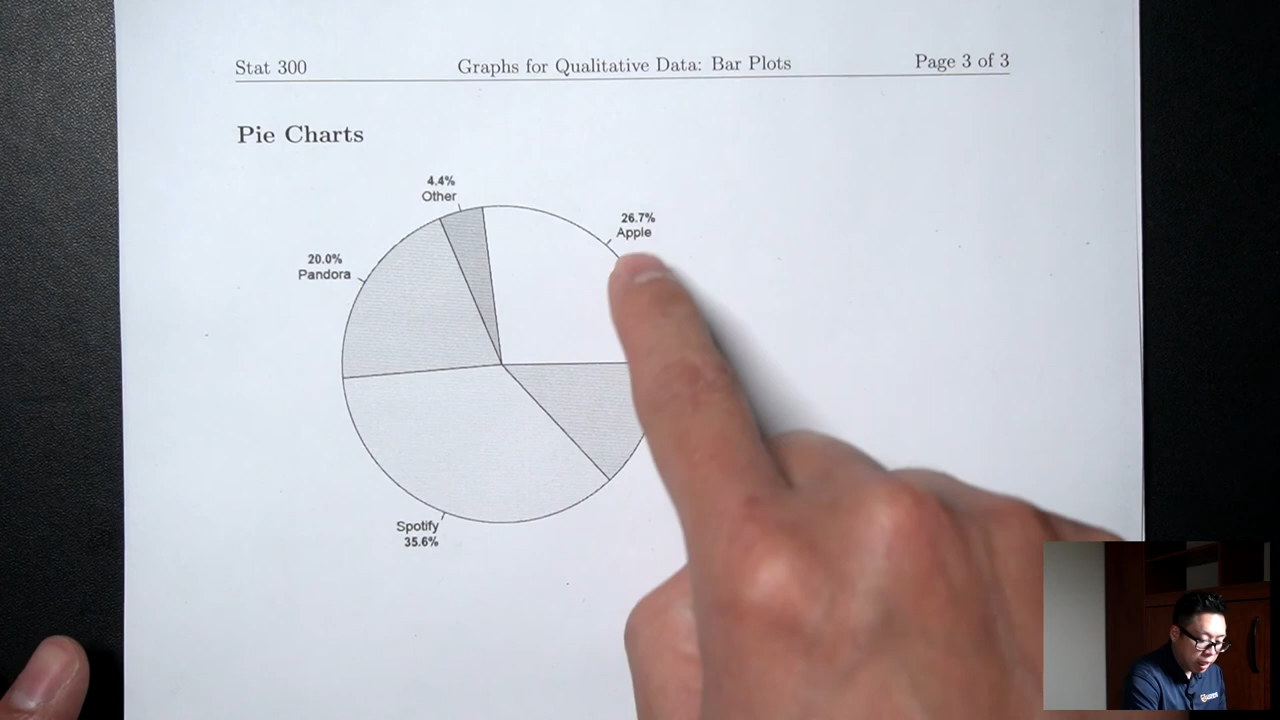 Stat 300
Graphs for Qualitative Data: Bar Plots
Page 3 of 3
Pie Charts
4.4%
Other
26.7%
Apple
20.0%
Pandora
Spotify
35.6%